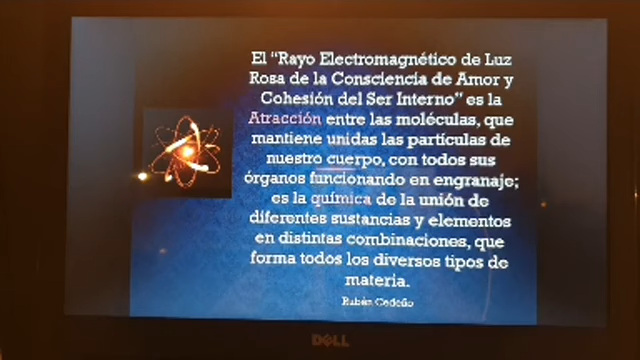 El “Rayo Electromagnético de Luz
Rosa de la Consciencia de Amor y
Cohesión del Ser Interno” es la
Atracción entre las moléculas, que
mantiene unidas las partículas de
nuestro cuerpo, con todos sus
órganos funcionando en engranaje;
es la química de la unión de
diferentes sustancias y elementos
en distintas combinaciones, que
forma todos los diversos tipos de
materia.
Rubén Cedeño
DELL